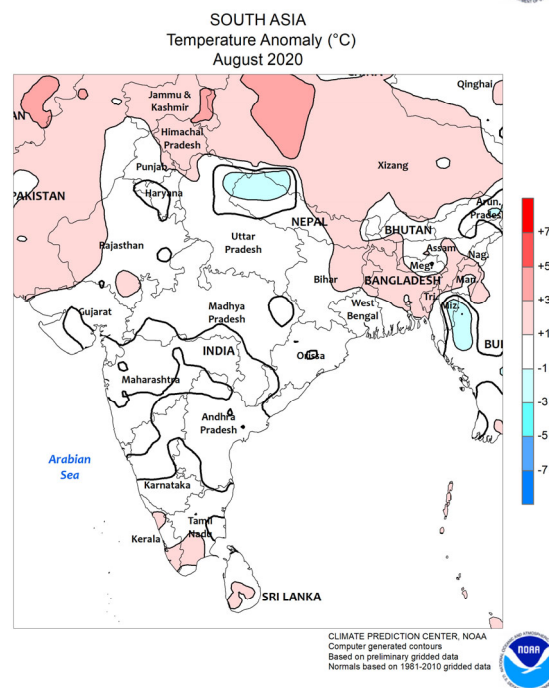 SOUTH ASIA
Temperature Anomaly (°C)
August 2020
Qinghai
Jammu &
Kashmir
AN
Himachal
Pradesh
Punjab
Xizang
PAKISTAN
Haryana
NEPAL
Arun.
Prades
BHUTAN
Rajasthan
Uttar
Pradesh
Assam
Nag.
Meg.
Bihar
BANGLADESH
Man.
Tri.
Miz.
Gujarat
Madhya
Pradesh
West
Bengal
BU
INDIA
Orissa
Maharashtra
Andhra
Pradesh
Arabian
Sea
Karnataka
Tamil
Nadu
Kerala
SRI LANKA
+7
+5
+3
+1
-1
-3
-5
-7
CLIMATE PREDICTION CENTER, NOAA
Computer generated contours
Based on preliminary gridded data
Normals based on 1981-2010 gridded data
NOAA